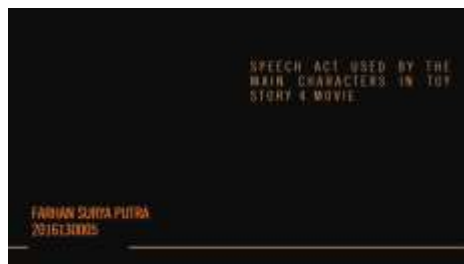 SPEECH ACT USED BY THE
MAIN CHARACTERS IN TOY
STORY 4 MOVIE
FARHAN SURYA PUTRA
2016130005